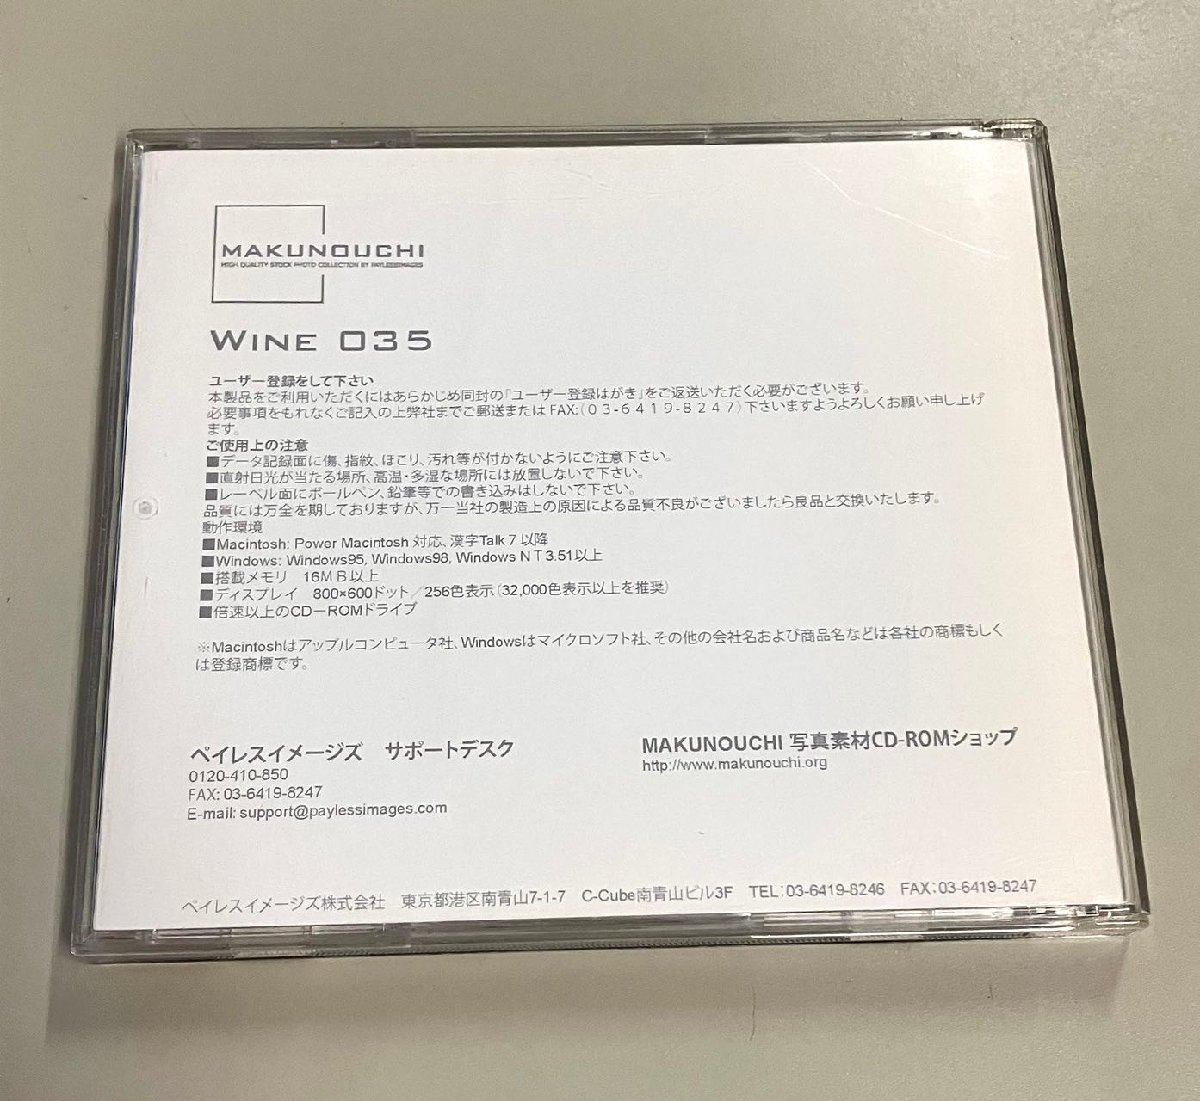 MAKUNOUCHI
HIGH QUALITY STOCK PHOTO COLLECTION BY PAYLESSIMAGES
WINE 035
ユーザー登録をして下さい
本製品をご利用いただくにはあらかじめ同封の「ユーザー登録はがき」をご返送いただく必要がございます。
必要事項をもれなくご記入の上弊社までご郵送または FAX:(03-6419-8247)下さいますようよろしくお願い申し上げ
ます。
ご使用上の注意
■データ記録面に傷、指紋、ほこり、汚れ等が付かないようにご注意下さい。
■直射日光が当たる場所、高温・多湿な場所には放置しないで下さい。
■レーベル面にボールペン、鉛筆等での書き込みはしないで下さい。
品質には万全を期しておりますが、万一当社の製造上の原因による品質不良がございましたら良品と交換いたします。
動作環境
■Macintosh: Power Macintosh 対応、漢字Talk 7 以降
■Windows: Windows95, Windows98, Windows NT 3.51以上
■搭載メモリ　16MB以上
■ディスプレイ　800×600ドット／256色表示(32,000色表示以上を推奨)
■倍速以上のCD－ROMドライブ
※Macintoshはアップルコンピュータ社、Windowsはマイクロソフト社、その他の会社名および商品名などは各社の商標もしく
は登録商標です。
ペイレスイメージズ　サポートデスク
0120-410-850
FAX: 03-6419-8247
E-mail: support@paylessimages.com
MAKUNOUCHI 写真素材CD-ROMショップ
http://www.makunouchi.org
ペイレスイメージズ株式会社　東京都港区南青山7-1-7　C-Cube南青山ビル3F　TEL：03-6419-8246　FAX：03-6419-8247